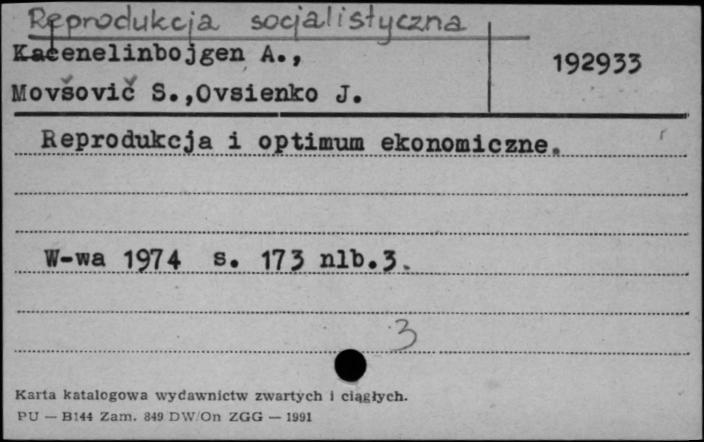 Reprodukcja socjalistyczna
Kacenelinbojgen A.,
192933
Movšovič S.,Ovsienko J.
Reprodukcja i optimum ekonomiczne.
W-wa 1974 s. 173 nlb.3.
3
Karta katalogowa wydawnictw zwartych i ciągłych.
PU — B144 Zam. 849 DW/On ZGG — 1991